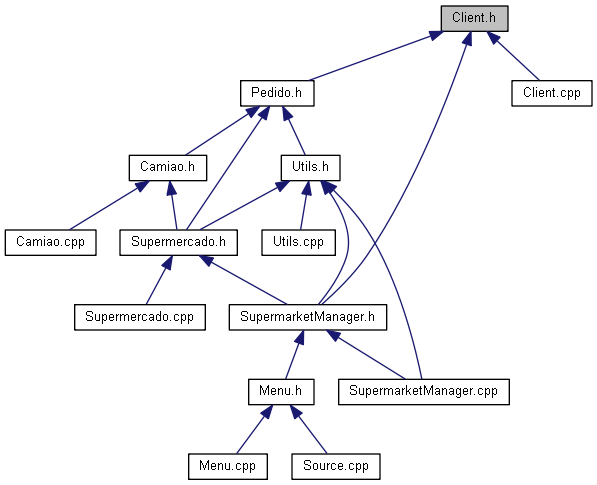 Client.h
Pedido.h
Client.cpp
Camiao.h
Utils.h
Camiao.cpp
Supermercado.h
Utils.cpp
Supermercado.cpp
SupermarketManager.h
Menu.h
SupermarketManager.cpp
Menu.cpp
Source.cpp